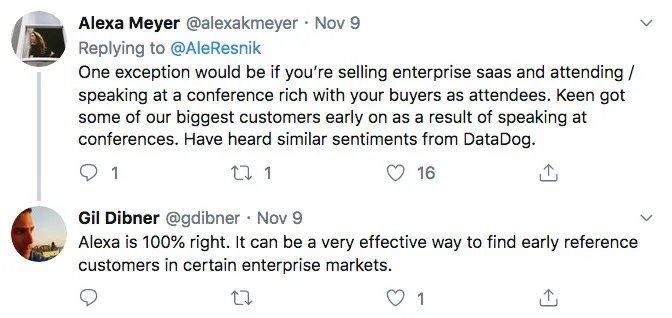 Alexa Meyer @alexakmeyer · Nov 9
Replying to @AleResnik
One exception would be if you're selling enterprise saas and attending /
speaking at a conference rich with your buyers as attendees. Keen got
some of our biggest customers early on as a result of speaking at
conferences. Have heard similar sentiments from DataDog.
1 1 16
Gil Dibner @gdibner · Nov 9
Alexa is 100% right. It can be a very effective way to find early reference
customers in certain enterprise markets.
1